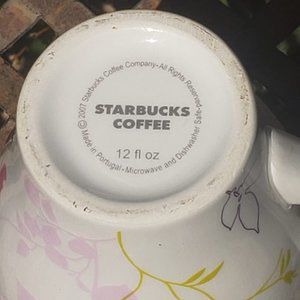 © 2007 Starbucks Coffee Company • All Rights Reserved •
STARBUCKS
COFFEE
12 fl oz
Made in Portugal • Microwave and Dishwasher Safe •